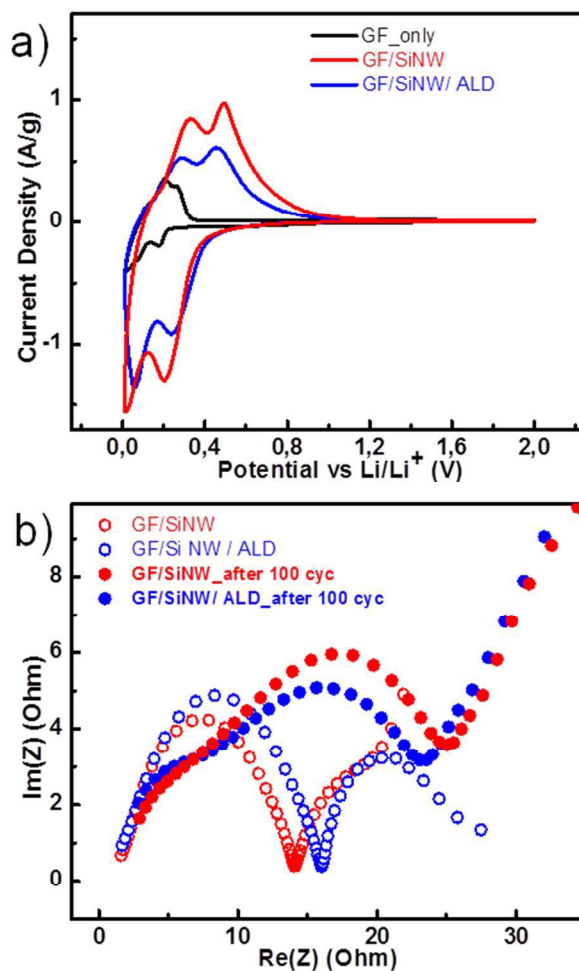 a)
GF_only
GF/SiNW
GF/SiNW/ ALD
1
0
-1
Current Density (A/g)
0,0 0,4 0,8 1,2 1,6 2,0
Potential vs Li/Li+ (V)
b)
GF/SiNW
GF/Si NW / ALD
GF/SiNW_after 100 cyc
GF/SiNW/ ALD_after 100 cyc
8
6
4
2
0
Im(Z) (Ohm)
0 10 20 30
Re(Z) (Ohm)